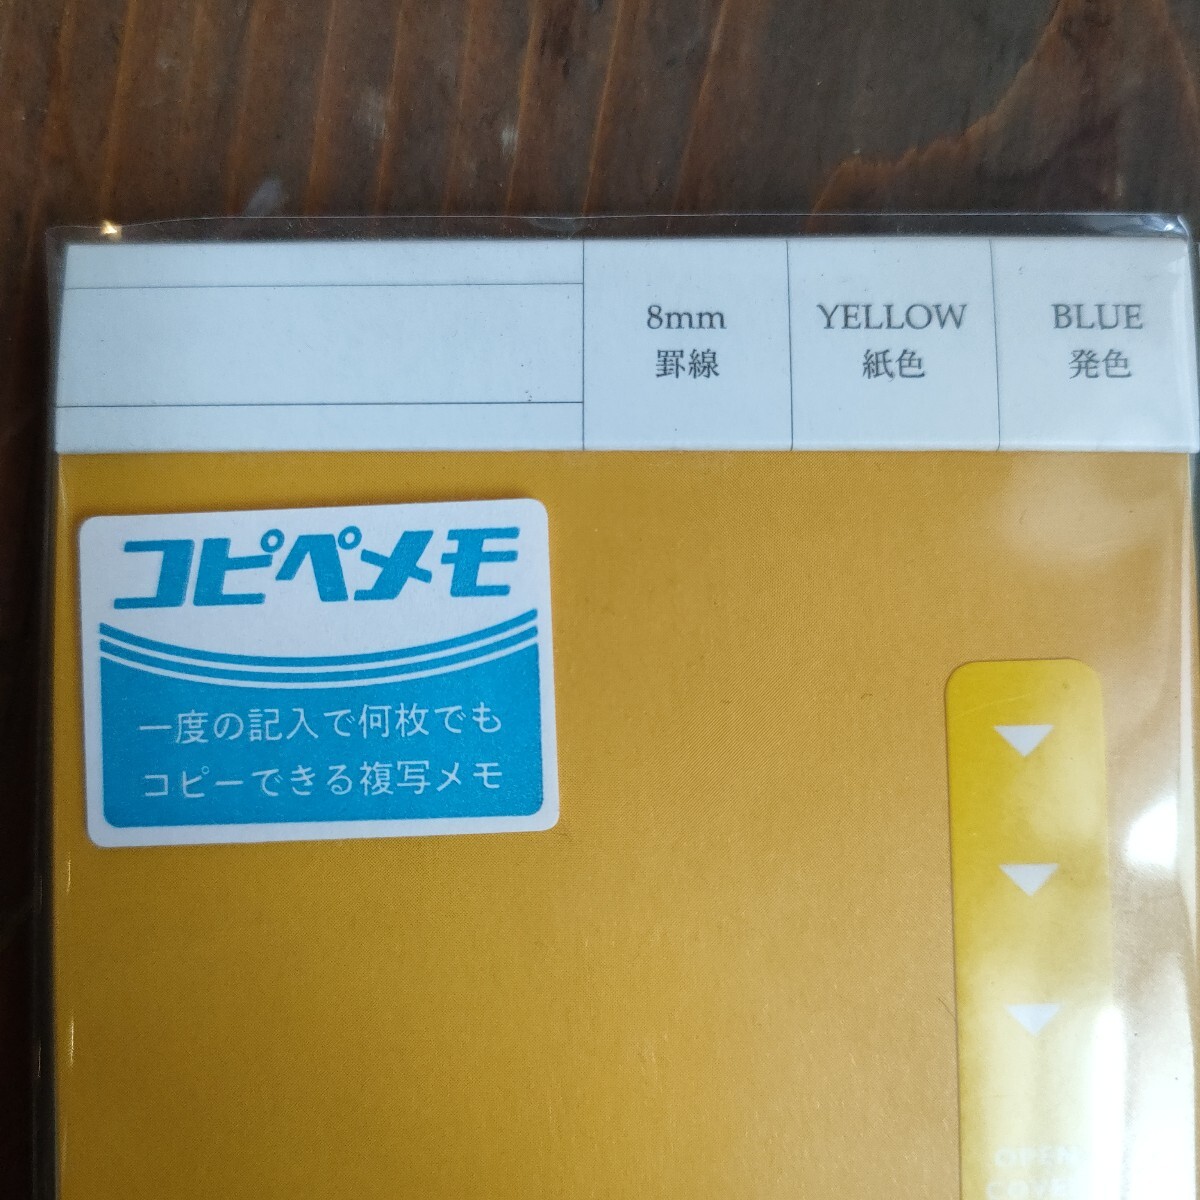 8mm
罫線
YELLOW
紙色
BLUE
発色
コピペメモ
一度の記入で何枚でも
コピーできる複写メモ
OPEN